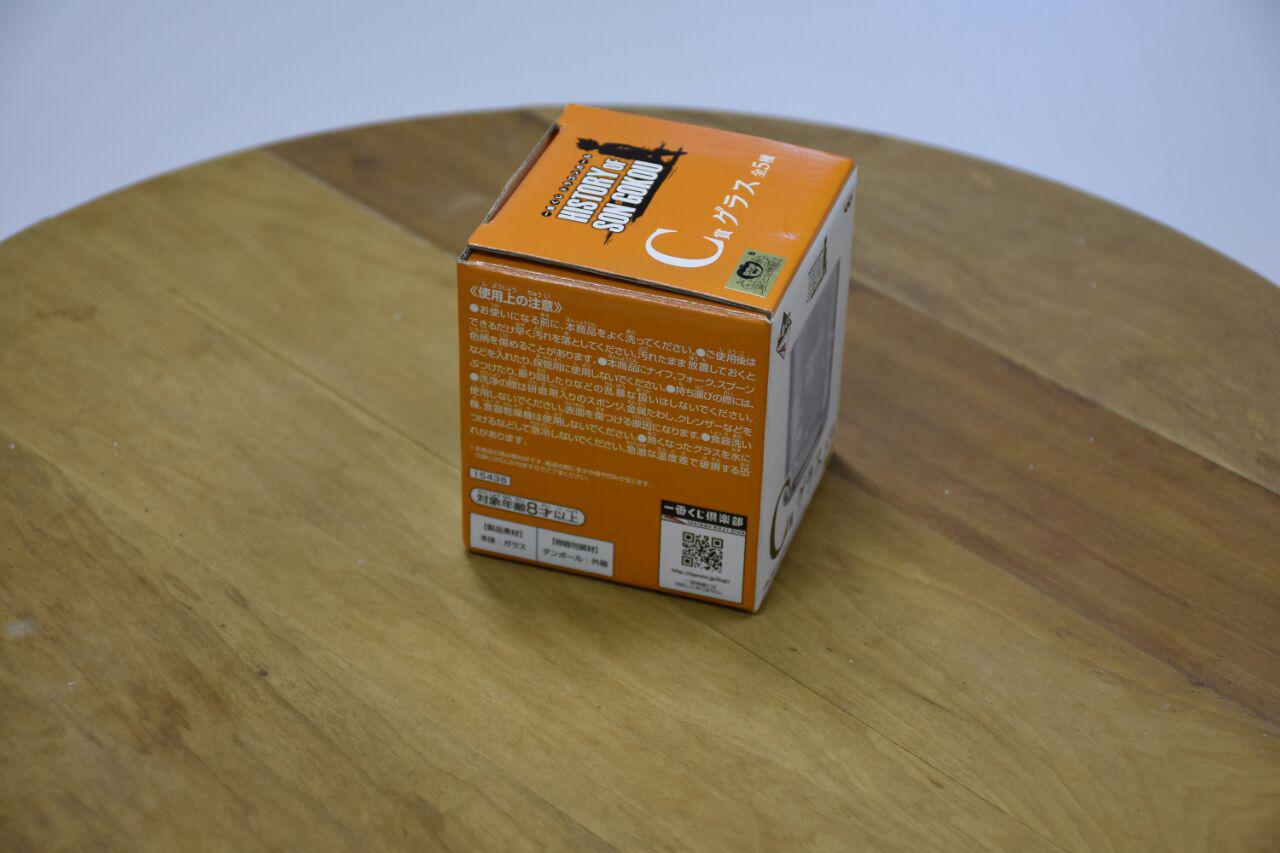 HISTORY OF
SON GOKOU
C賞 グラス 全5種
《使用上の注意》
●お使いになる前に、本商品をよく洗ってください。●ご使用後は
できるだけ早く汚れを落としてください。汚れたまま放置しておくと
色柄を傷めることがあります。●本商品にナイフ、フォーク、スプーン
などを入れたり、保管用に使用しないでください。●持ち運びの際には、
ぶつけたり、振り回したりなどの乱暴な扱いはしないでください。
●洗浄の際は研磨剤入りのスポンジ、金属たわし、クレンザーなどを
使用しないでください。表面を傷つける原因になります。●食器洗い
機、食器乾燥機は使用しないでください。●熱くなったグラスを水に
つけるなどして急冷しないでください。急激な温度差で破損する恐
れがあります。
15436
対象年齢8才以上
【製品素材】
本体：ガラス
【容器包装材】
ダンボール：外箱
一番くじ倶楽部